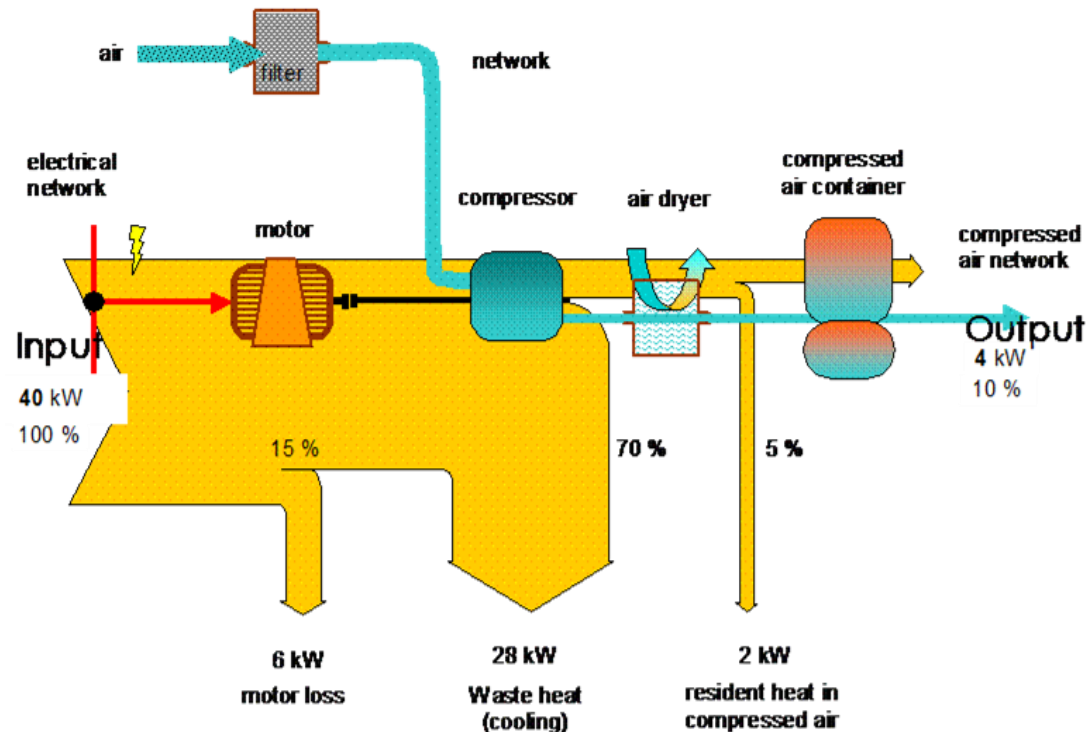 air
filter
network
electrical
network
motor
compressor
air dryer
compressed
air container
compressed
air network
Input
40 kW
100 %
Output
4 kW
10 %
15 %
70 %
5 %
6 kW
motor loss
28 kW
Waste heat
(cooling)
2 kW
resident heat in
compressed air